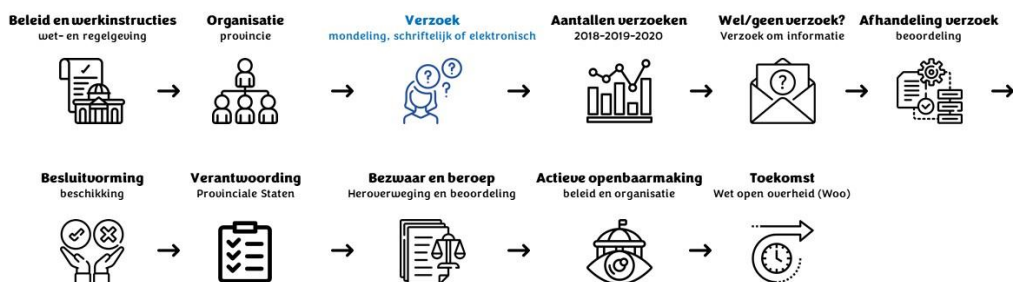 Beleid en werkinstructies
wet- en regelgeving
Organisatie
provincie
Verzoek
mondeling, schriftelijk of elektronisch
Aantallen verzoeken
2018-2019-2020
Wel/geen verzoek?
Verzoek om informatie
Afhandeling verzoek
beoordeling
Besluitvorming
beschikking
Verantwoording
Provinciale Staten
Bezwaar en beroep
Heroverweging en beoordeling
Actieve openbaarmaking
beleid en organisatie
Toekomst
Wet open overheid (Woo)